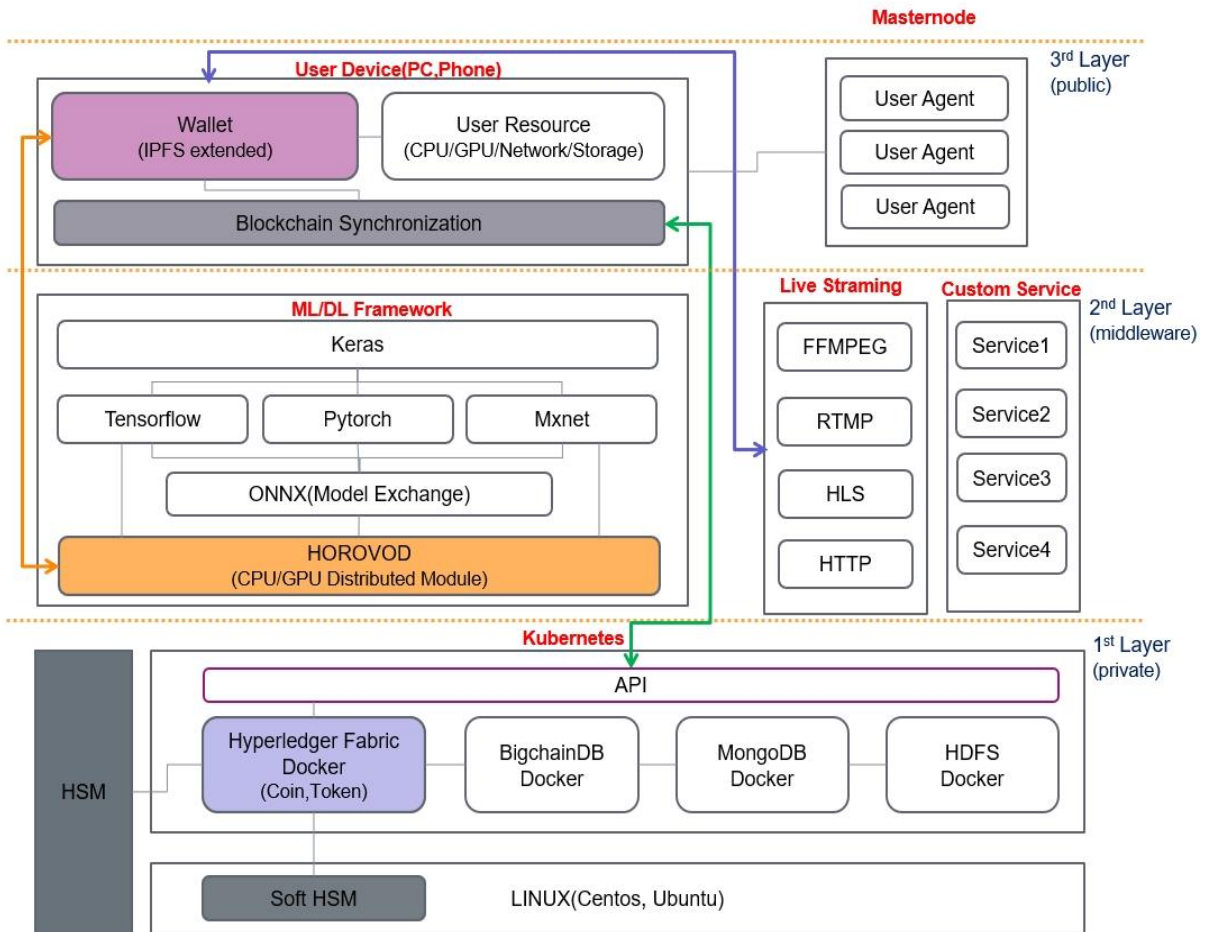 Masternode
3rd Layer
(public)
User Device(PC,Phone)
Wallet
(IPFS extended)
User Resource
(CPU/GPU/Network/Storage)
Blockchain Synchronization
User Agent
User Agent
User Agent
2nd Layer
(middleware)
ML/DL Framework
Keras
Tensorflow
Pytorch
Mxnet
ONNX(Model Exchange)
HOROVOD
(CPU/GPU Distributed Module)
Live Straming
FFMPEG
RTMP
HLS
HTTP
Custom Service
Service1
Service2
Service3
Service4
1st Layer
(private)
Kubernetes
API
HSM
Hyperledger Fabric
Docker
(Coin,Token)
BigchainDB
Docker
MongoDB
Docker
HDFS
Docker
Soft HSM
LINUX(Centos, Ubuntu)